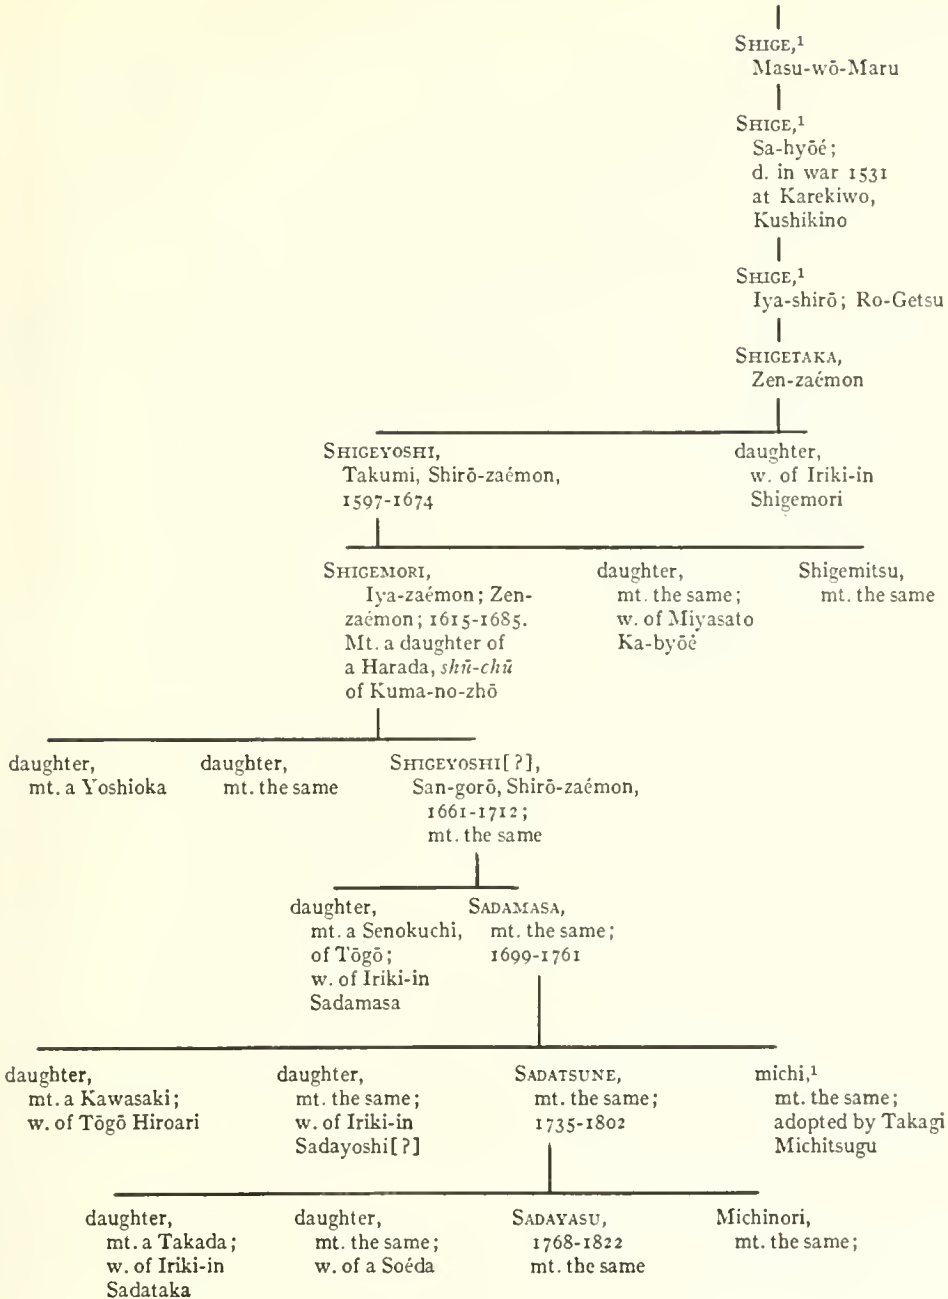 SHIGE,¹
Masu-wō-Maru
SHIGE,¹
Sa-hyōé;
d. in war 1531
at Karekiwo,
Kushikino
SHIGE,¹
Iya-shirō; Ro-Getsu
SHIGETAKA,
Zen-zaémon
SHIGEYOSHI,
Takumi, Shirō-zaémon,
1597-1674
daughter,
w. of Iriki-in
Shigemori
SHIGEMORI,
Iya-zaémon; Zen-
zaémon; 1615-1685.
Mt. a daughter of
a Harada, shū-chū
of Kuma-no-zhō
daughter,
mt. the same;
w. of Miyasato
Ka-byōé
Shigemitsu,
mt. the same
daughter,
mt. a Yoshioka
daughter,
mt. the same
SHIGEYOSHI[?],
San-gorō, Shirō-zaémon,
1661-1712;
mt. the same
daughter,
mt. a Senokuchi,
of Tōgō;
w. of Iriki-in
Sadamasa
SADAMASA,
mt. the same;
1699-1761
daughter,
mt. a Kawasaki;
w. of Tōgō Hiroari
daughter,
mt. the same;
w. of Iriki-in
Sadayoshi[?]
SADATSUNE,
mt. the same;
1735-1802
michi,¹
mt. the same;
adopted by Takagi
Michitsugu
daughter,
mt. a Takada;
w. of Iriki-in
Sadataka
daughter,
mt. the same;
w. of a Soéda
SADAYASU,
1768-1822
mt. the same
Michinori,
mt. the same;